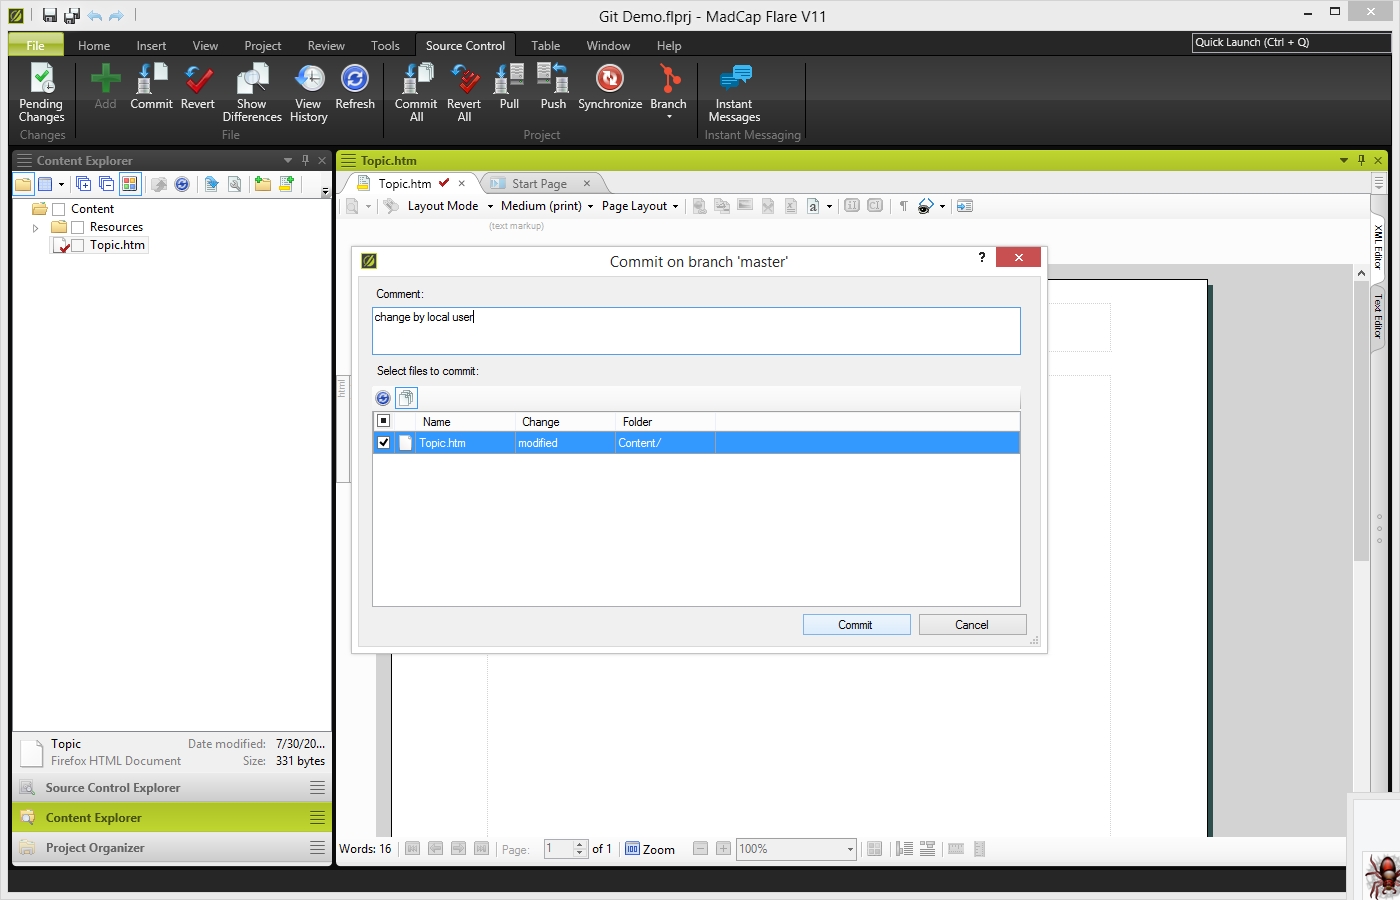 Git Demo.flprj - MadCap Flare V11
File Home Insert View Project Review Tools Source Control Table Window Help
Quick Launch (Ctrl + Q)
Pending Changes
Add
Commit
Revert
Show Differences
View History
Refresh
Commit All
Revert All
Pull
Push
Synchronize
Branch
Instant Messages
Changes
File
Project
Instant Messaging
Content Explorer
Topic.htm
Topic.htm
Start Page
Content
Resources
Topic.htm
Layout Mode
Medium (print)
Page Layout
(text markup)
html
XML Editor
Text Editor
Commit on branch 'master'
?
Comment:
change by local user
Select files to commit:
Name Change Folder
Topic.htm modified Content/
Commit
Cancel
Topic Date modified: 7/30/20...
Firefox HTML Document Size: 331 bytes
Source Control Explorer
Content Explorer
Project Organizer
Words: 16
Page: 1 of 1
100 Zoom
100%